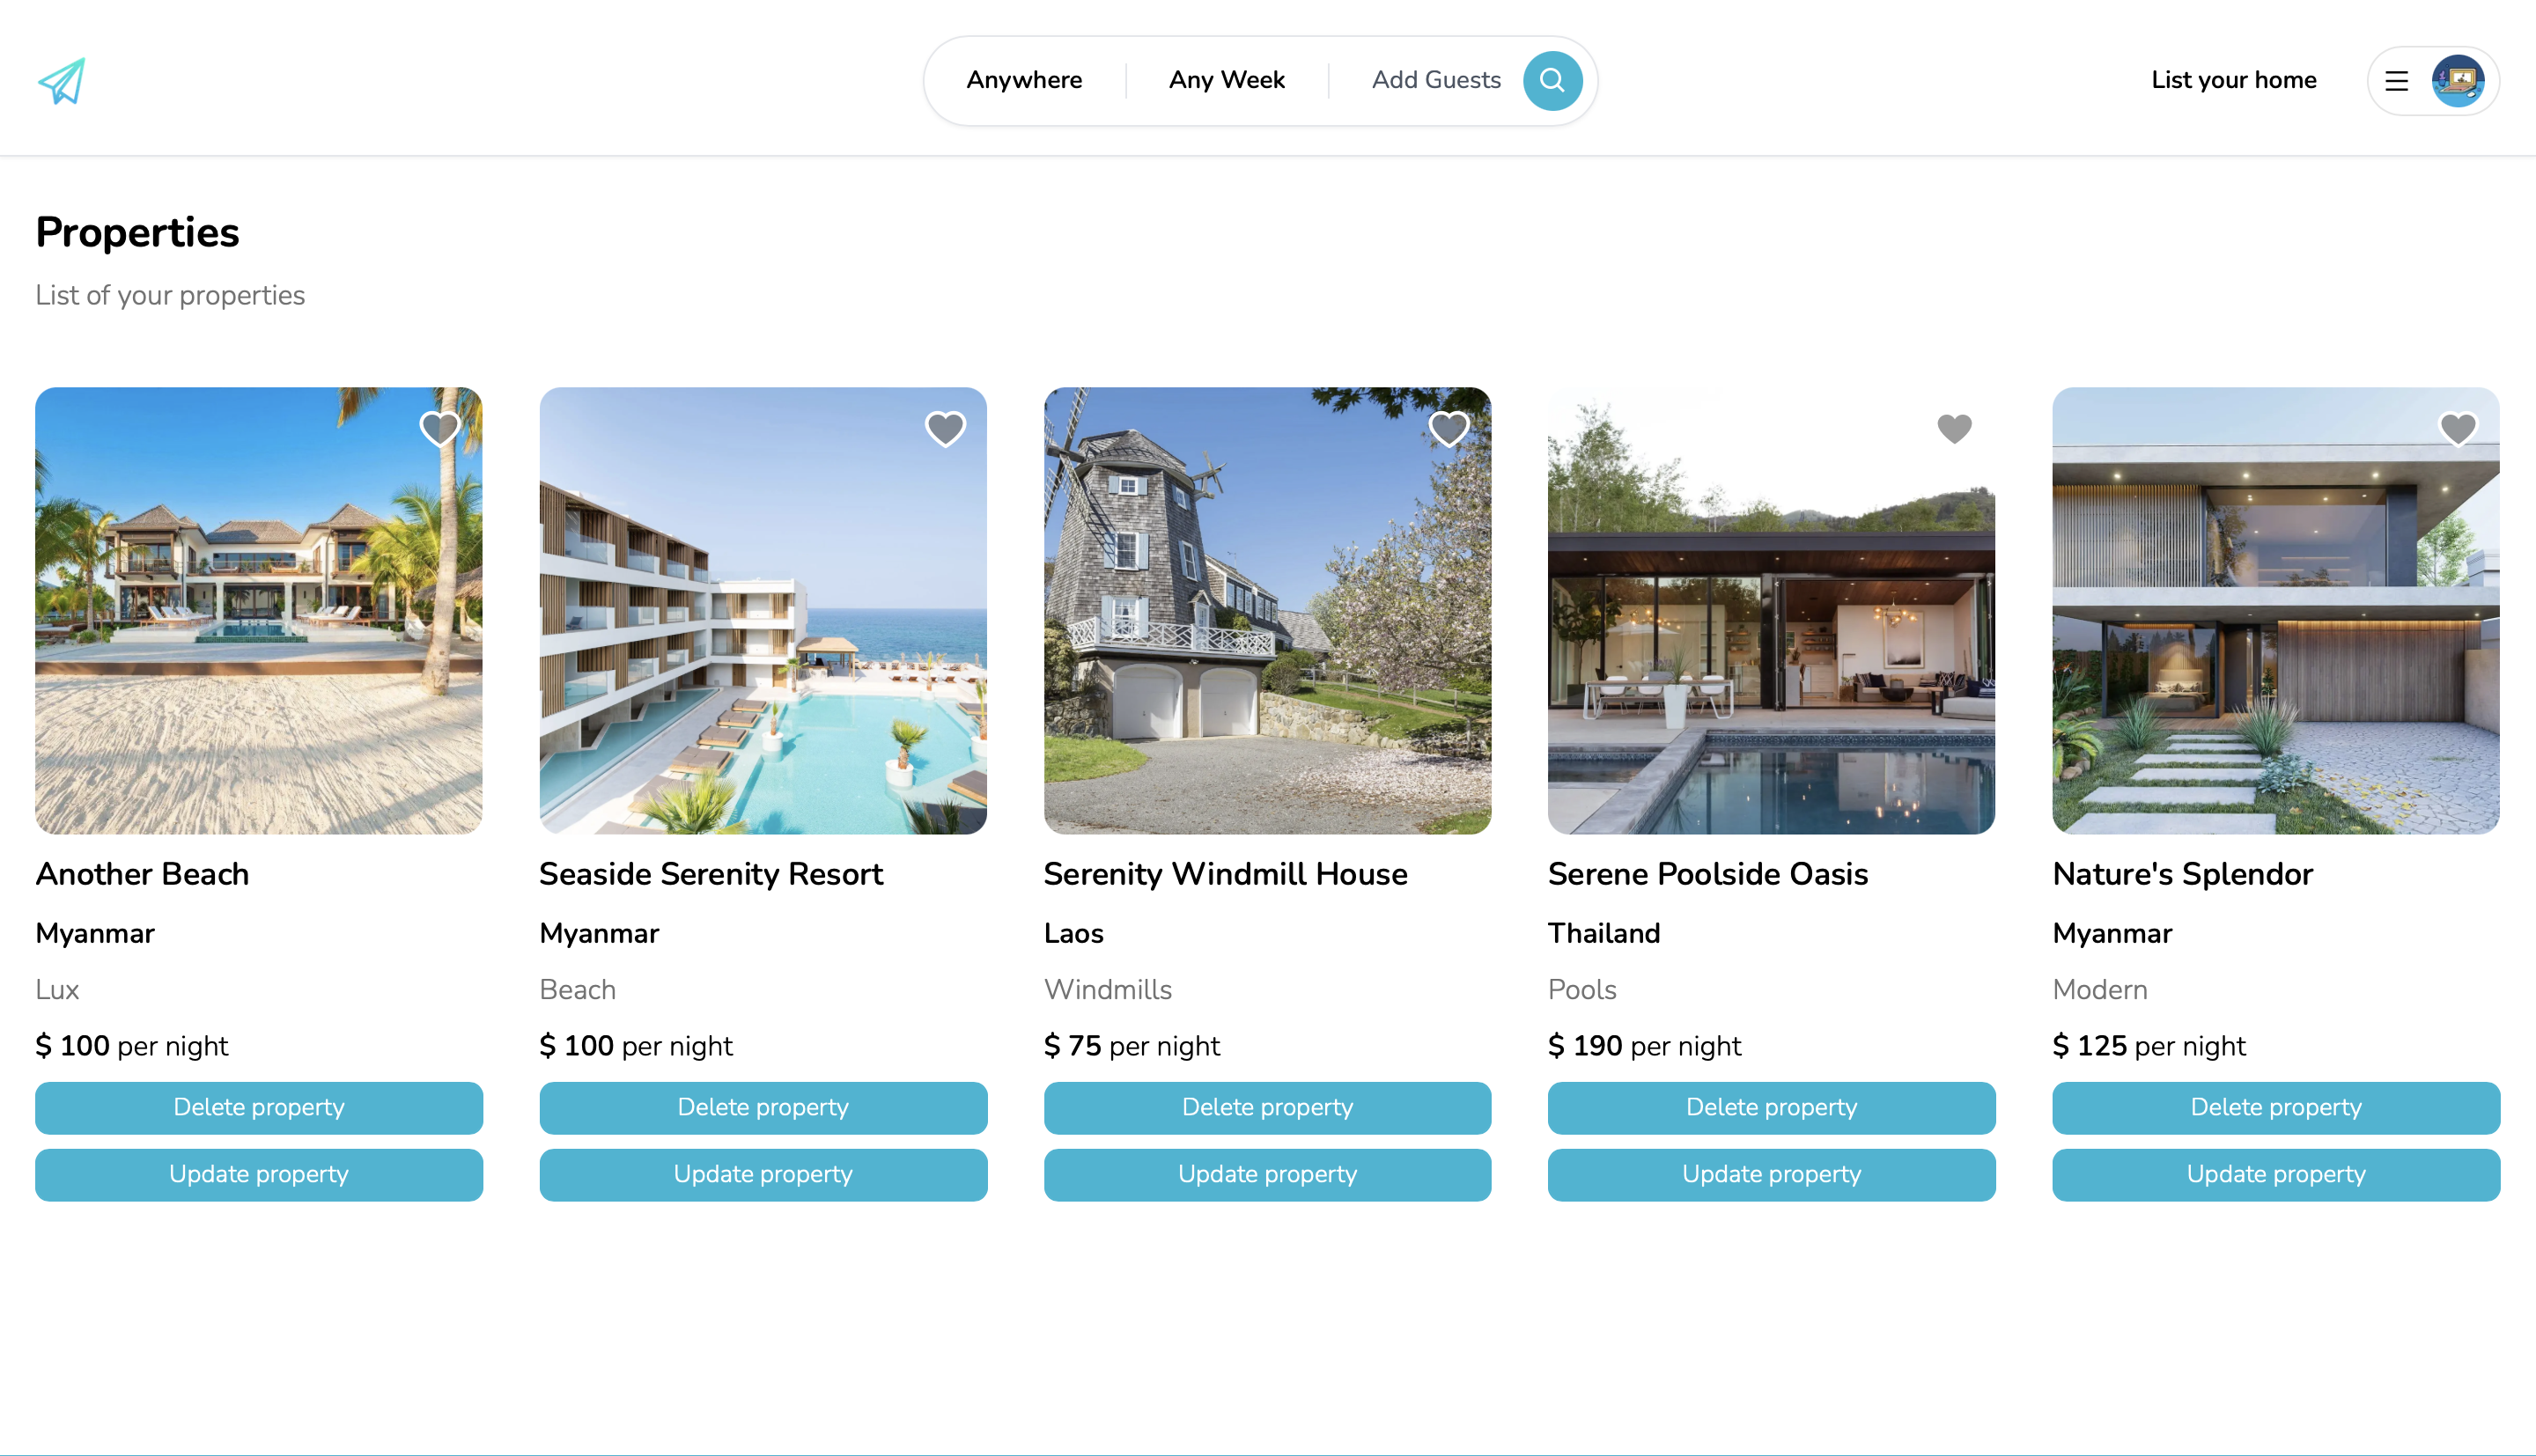 Anywhere
Any Week
Add Guests
List your home
Properties
List of your properties
Another Beach
Myanmar
Lux
$ 100 per night
Delete property
Update property
Seaside Serenity Resort
Myanmar
Beach
$ 100 per night
Delete property
Update property
Serenity Windmill House
Laos
Windmills
$ 75 per night
Delete property
Update property
Serene Poolside Oasis
Thailand
Pools
$ 190 per night
Delete property
Update property
Nature's Splendor
Myanmar
Modern
$ 125 per night
Delete property
Update property